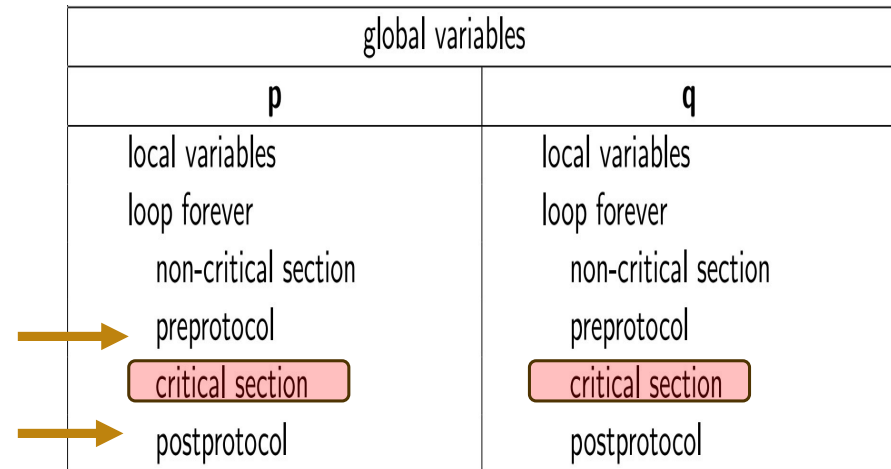 global variables
p q
local variables local variables
loop forever loop forever
non-critical section non-critical section
preprotocol preprotocol
critical section critical section
postprotocol postprotocol